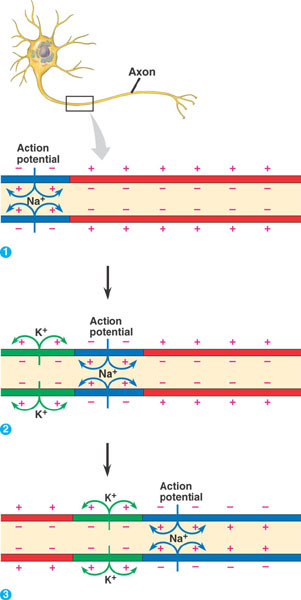 Axon
Action
potential
− − + + + + + +
+ Na⁺ + − − − − − −
+ + − − − − − −
− − + + + + + +
1
K⁺
Action
potential
+ + − − + + + +
− − + + − − − −
Na⁺
− − + + − − − −
+ + − − + + + +
K⁺
2
Action
potential
K⁺
+ + + + − − − −
− − − − + + + +
Na⁺
− − − − + + + +
+ + + + − − − −
K⁺
3